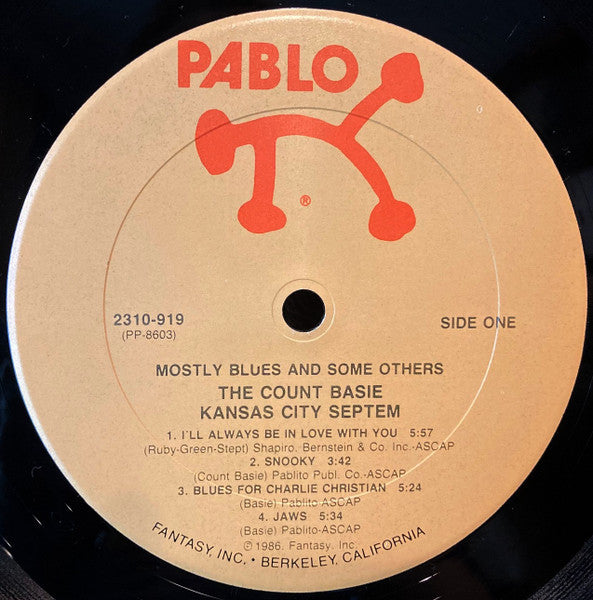 PABLO
®
2310-919
(PP-8603)
SIDE ONE
MOSTLY BLUES AND SOME OTHERS
THE COUNT BASIE
KANSAS CITY SEPTEM
1. I'LL ALWAYS BE IN LOVE WITH YOU 5:57
(Ruby-Green-Stept) Shapiro. Bernstein & Co. Inc.-ASCAP
2. SNOOKY 3:42
(Count Basie) Pablito Publ. Co.-ASCAP
3. BLUES FOR CHARLIE CHRISTIAN 5:24
(Basie) Pablito-ASCAP
4. JAWS 5:34
(Basie) Pablito-ASCAP
©1986. Fantasy. Inc
FANTASY, INC. • BERKELEY, CALIFORNIA